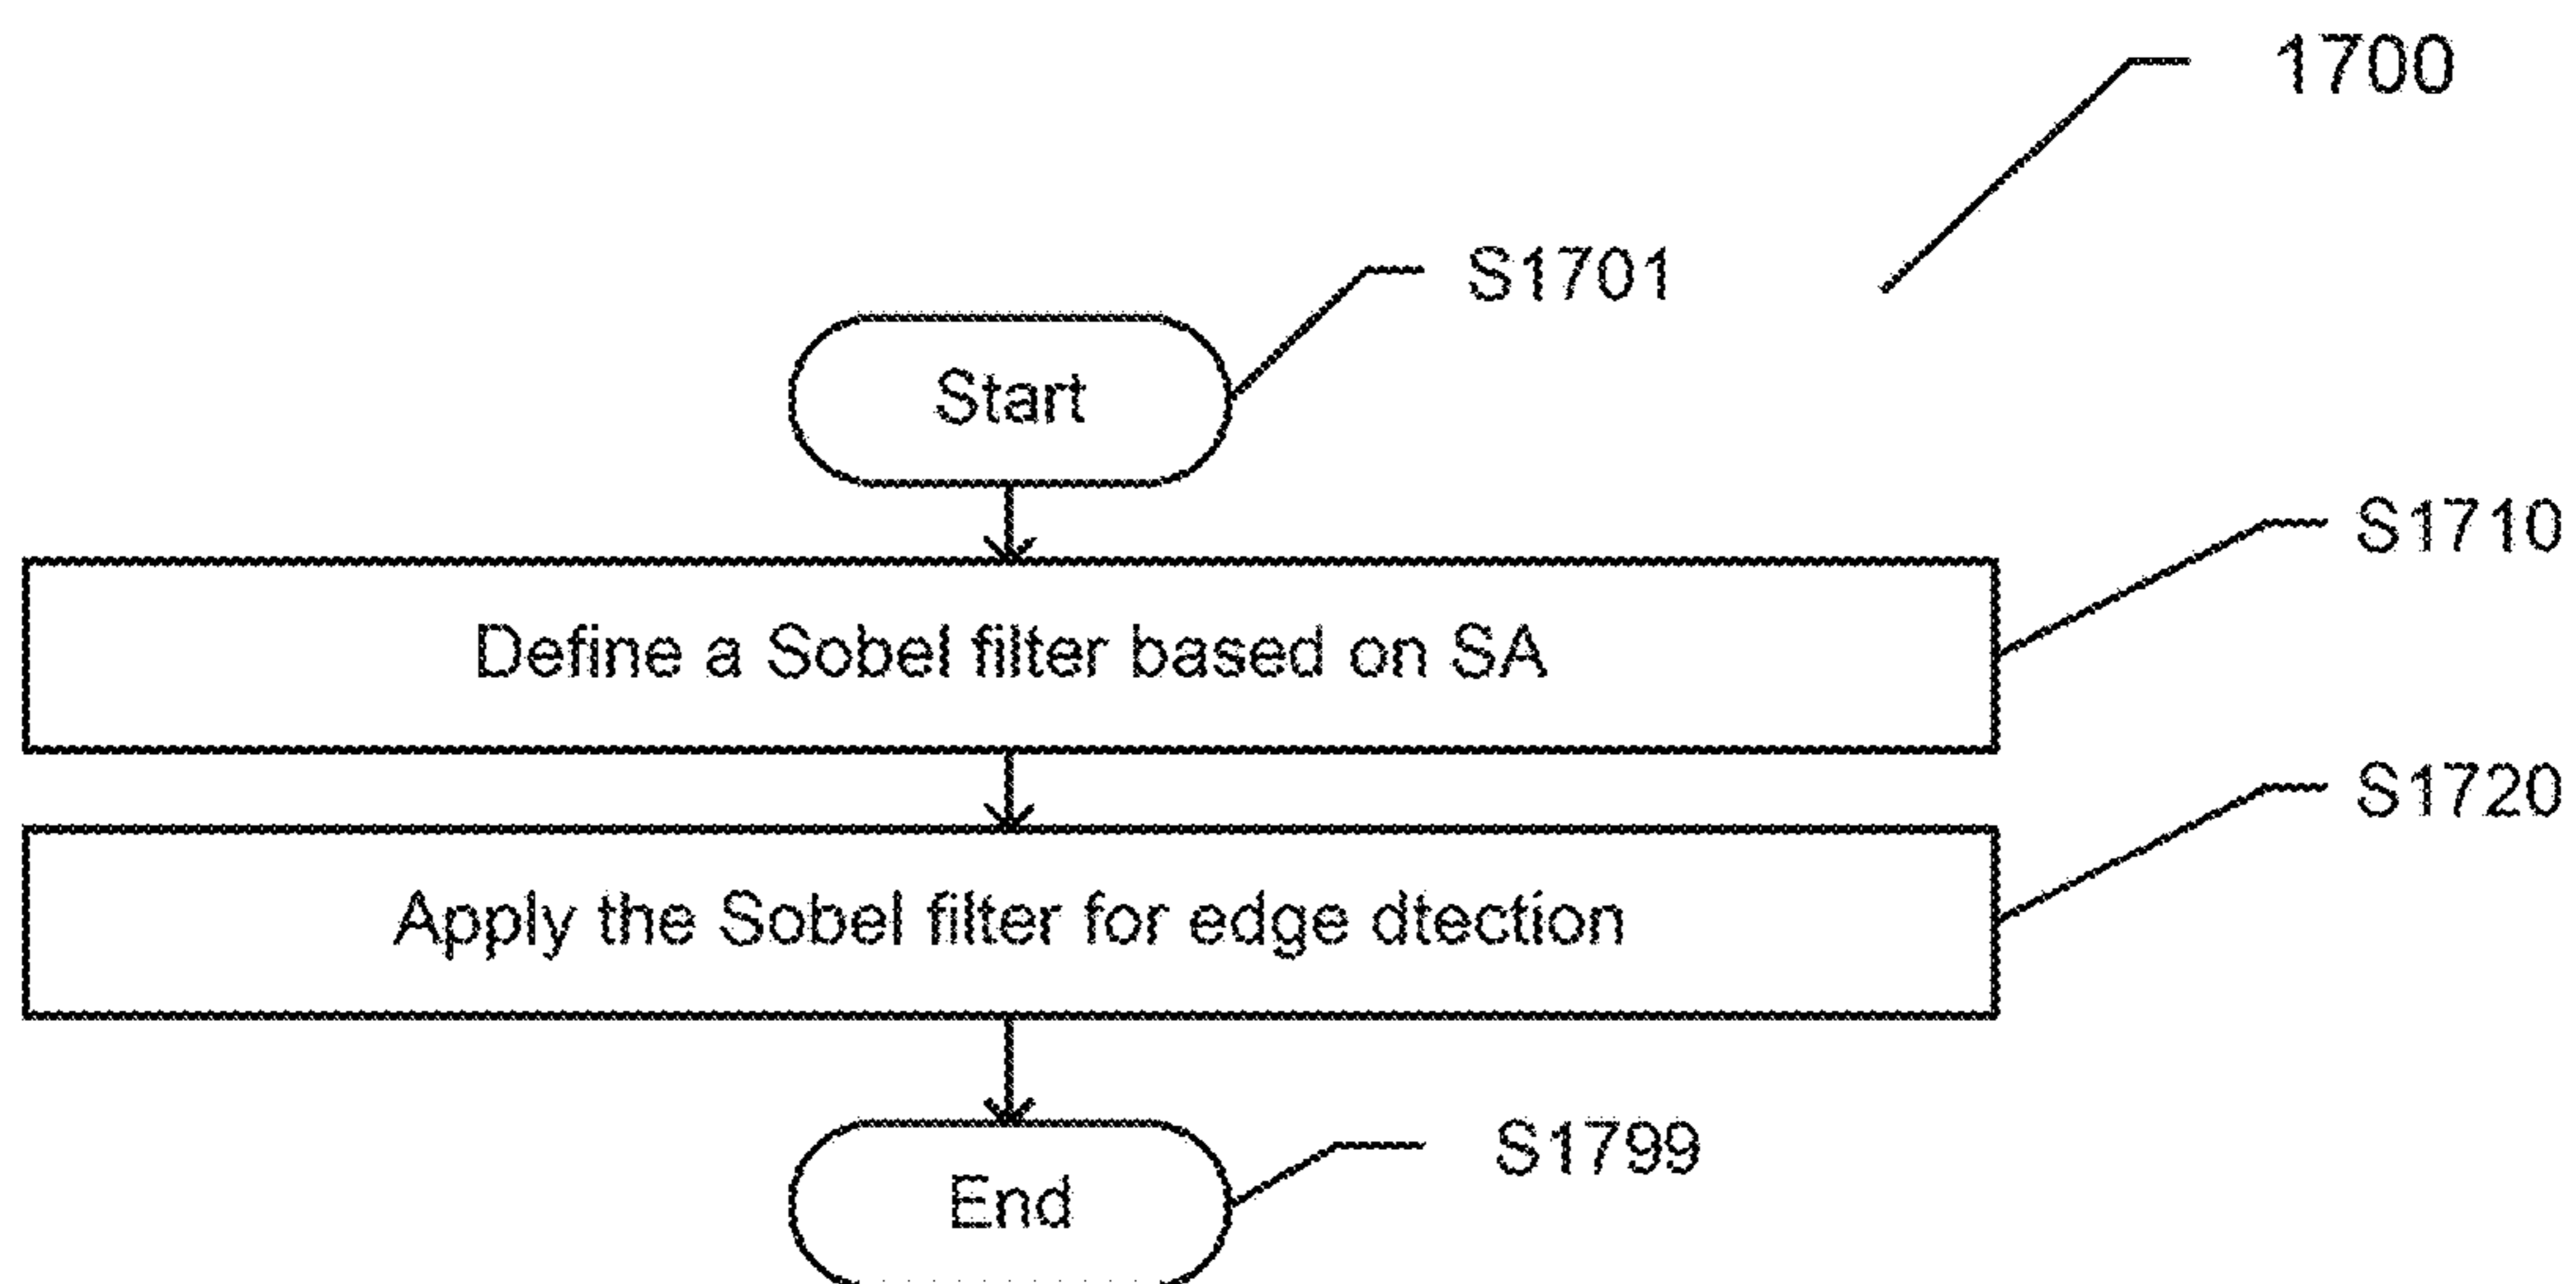 1700
S1701
Start
S1710
Define a Sobel filter based on SA
S1720
Apply the Sobel filter for edge dtection
S1799
End